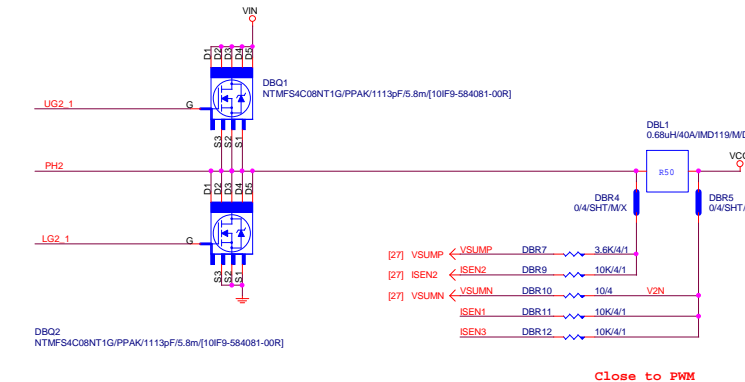 VIN
D1 D2 D3 D4 D5
DBQ1
NTMFS4C08NT1G/PPAK/1113pF/5.8m/[10IF9-584081-00R]
UG2_1 G
S3 S2 S1
DBL1
0.68uH/40A/IMD119/M/D
PH2
VCC
R50
D1 D2 D3 D4 D5
DBR4
0/4/SHT/M/X
DBR5
0/4/SHT/
LG2_1 G
S3 S2 S1
[27] VSUMP VSUMP DBR7 3.6K/4/1
[27] ISEN2 ISEN2 DBR9 10K/4/1
[27] VSUMN VSUMN DBR10 10/4 V2N
ISEN1 DBR11 10K/4/1
ISEN3 DBR12 10K/4/1
DBQ2
NTMFS4C08NT1G/PPAK/1113pF/5.8m/[10IF9-584081-00R]
Close to PWM